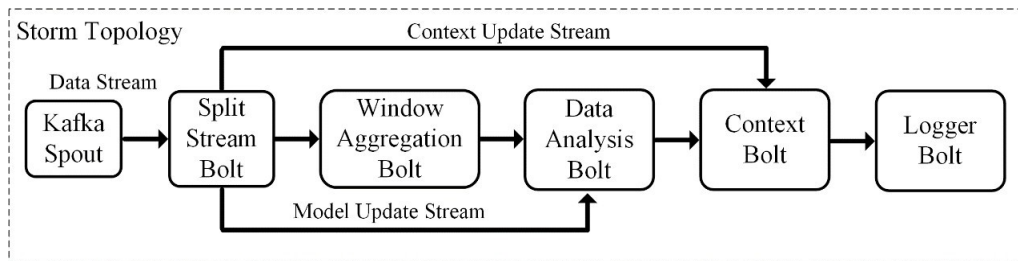 Storm Topology
Context Update Stream
Data Stream
Kafka
Spout
Split
Stream
Bolt
Window
Aggregation
Bolt
Data
Analysis
Bolt
Context
Bolt
Logger
Bolt
Model Update Stream